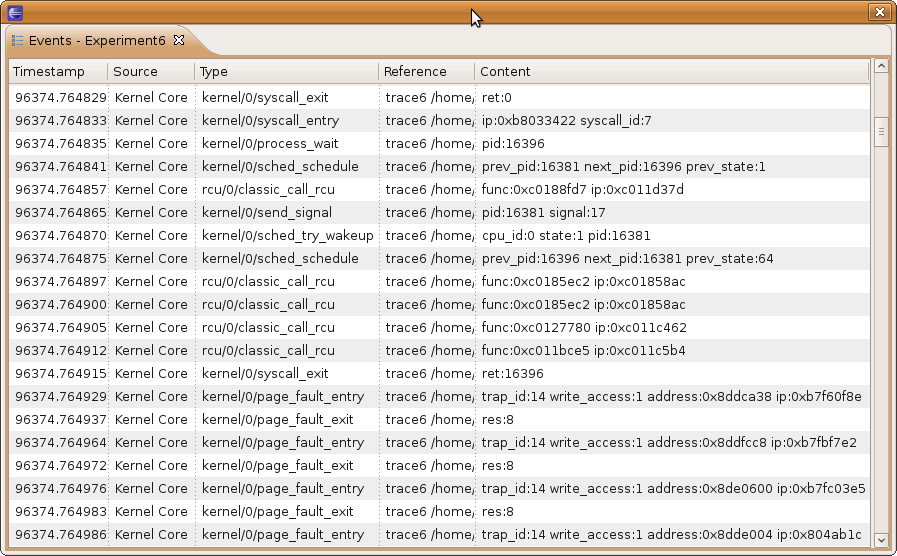 Events - Experiment6
Timestamp Source Type Reference Content
96374.764829 Kernel Core kernel/0/syscall_exit trace6 /home, ret:0
96374.764833 Kernel Core kernel/0/syscall_entry trace6 /home, ip:0xb8033422 syscall_id:7
96374.764835 Kernel Core kernel/0/process_wait trace6 /home, pid:16396
96374.764841 Kernel Core kernel/0/sched_schedule trace6 /home, prev_pid:16381 next_pid:16396 prev_state:1
96374.764857 Kernel Core rcu/0/classic_call_rcu trace6 /home, func:0xc0188fd7 ip:0xc011d37d
96374.764865 Kernel Core kernel/0/send_signal trace6 /home, pid:16381 signal:17
96374.764870 Kernel Core kernel/0/sched_try_wakeup trace6 /home, cpu_id:0 state:1 pid:16381
96374.764875 Kernel Core kernel/0/sched_schedule trace6 /home, prev_pid:16396 next_pid:16381 prev_state:64
96374.764897 Kernel Core rcu/0/classic_call_rcu trace6 /home, func:0xc0185ec2 ip:0xc01858ac
96374.764900 Kernel Core rcu/0/classic_call_rcu trace6 /home, func:0xc0185ec2 ip:0xc01858ac
96374.764905 Kernel Core rcu/0/classic_call_rcu trace6 /home, func:0xc0127780 ip:0xc011c462
96374.764912 Kernel Core rcu/0/classic_call_rcu trace6 /home, func:0xc011bce5 ip:0xc011c5b4
96374.764915 Kernel Core kernel/0/syscall_exit trace6 /home, ret:16396
96374.764929 Kernel Core kernel/0/page_fault_entry trace6 /home, trap_id:14 write_access:1 address:0x8ddca38 ip:0xb7f60f8e
96374.764937 Kernel Core kernel/0/page_fault_exit trace6 /home, res:8
96374.764964 Kernel Core kernel/0/page_fault_entry trace6 /home, trap_id:14 write_access:1 address:0x8ddfcc8 ip:0xb7fbf7e2
96374.764972 Kernel Core kernel/0/page_fault_exit trace6 /home, res:8
96374.764976 Kernel Core kernel/0/page_fault_entry trace6 /home, trap_id:14 write_access:1 address:0x8de0600 ip:0xb7fc03e5
96374.764983 Kernel Core kernel/0/page_fault_exit trace6 /home, res:8
96374.764986 Kernel Core kernel/0/page_fault_entry trace6 /home, trap_id:14 write_access:1 address:0x8dde004 ip:0x804ab1c